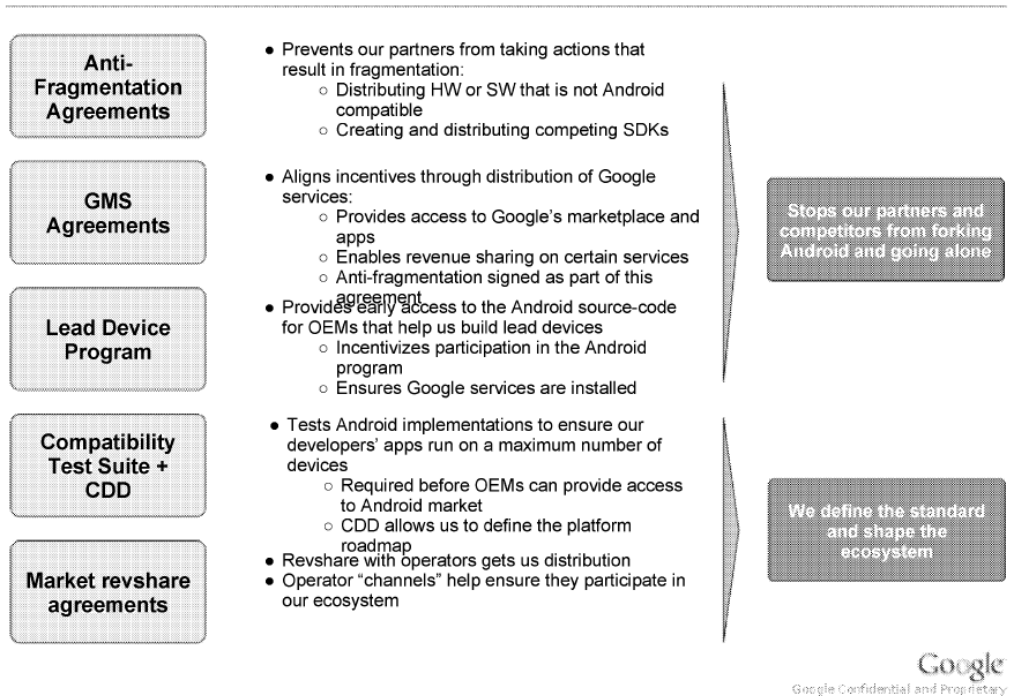 Anti-
Fragmentation
Agreements
● Prevents our partners from taking actions that
result in fragmentation:
○ Distributing HW or SW that is not Android
compatible
○ Creating and distributing competing SDKs
GMS
Agreements
● Aligns incentives through distribution of Google
services:
○ Provides access to Google's marketplace and
apps
○ Enables revenue sharing on certain services
○ Anti-fragmentation signed as part of this
agreement
Lead Device
Program
● Provides early access to the Android source-code
for OEMs that help us build lead devices
○ Incentivizes participation in the Android
program
○ Ensures Google services are installed
Stops our partners and
competitors from forking
Android and going alone
Compatibility
Test Suite +
CDD
● Tests Android implementations to ensure our
developers' apps run on a maximum number of
devices
○ Required before OEMs can provide access
to Android market
○ CDD allows us to define the platform
roadmap
Market revshare
agreements
● Revshare with operators gets us distribution
● Operator “channels” help ensure they participate in
our ecosystem
We define the standard
and shape the
ecosystem
Google
Google Confidential and Proprietary